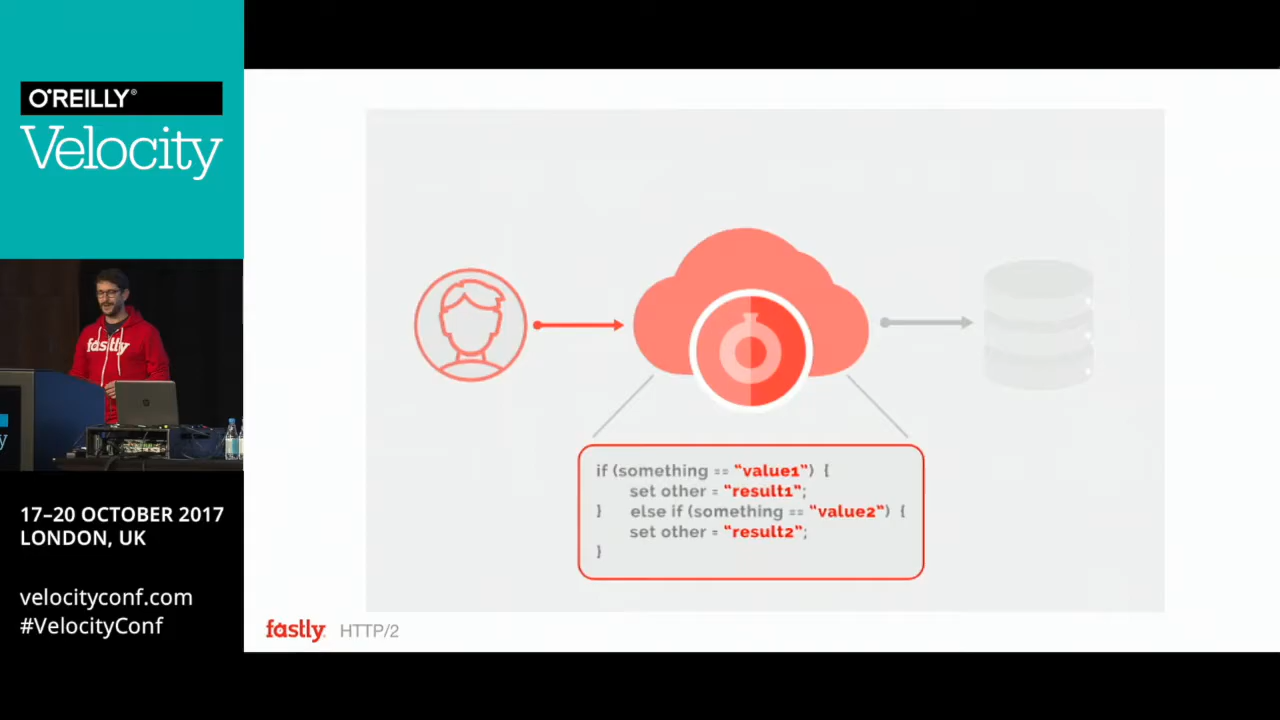 O'REILLY®
Velocity
fastly
17–20 OCTOBER 2017
LONDON, UK
velocityconf.com
#VelocityConf
if (something == “value1”) {
set other = “result1”;
} else if (something == “value2”) {
set other = “result2”;
}
fastly HTTP/2